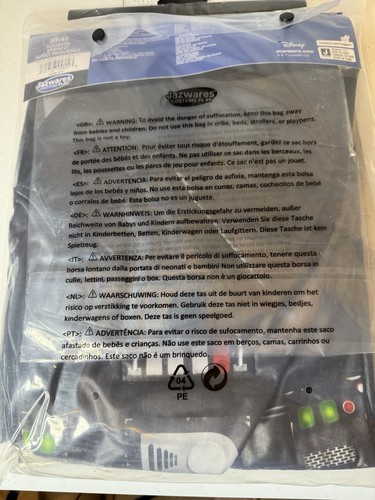 Disney
starwars.com
Jazwares
Jazwares
COSTUME PLAY
<GB>: ⚠ WARNING: To avoid the danger of suffocation, keep this bag away
from babies and children. Do not use this bag in cribs, beds, strollers, or playpens.
This bag is not a toy.
<FR>: ⚠ ATTENTION: Pour éviter tout risque d'étouffement, gardez ce sac hors
de portée des bébés et des enfants. Ne pas utiliser ce sac dans les berceaux, les
lits, les poussettes ou les parcs de jeu pour enfants. Ce sac n'est pas un jouet.
<ES>: ⚠ ADVERTENCIA: Para evitar el peligro de asfixia, mantenga esta bolsa
lejos de los bebés y niños. No use esta bolsa en cunas, camas, cochecitos de bebé
o corrales de bebé. Esta bolsa no es un juguete.
<DE>: ⚠ WARNHINWEIS: Um die Erstickungsgefahr zu vermeiden, außer
Reichweite von Babys und Kindern aufbewahren. Verwenden Sie diese Tasche
nicht in Kinderbetten, Betten, Kinderwagen oder Laufgittern. Diese Tasche ist kein
Spielzeug.
<IT>: ⚠ AVVERTENZA: Per evitare il pericolo di soffocamento, tenere questa
borsa lontano dalla portata di neonati e bambini Non utilizzare questa borsa in
culle, lettini, passeggini o box. Questa borsa non è un giocattolo.
<NL>: ⚠ WAARSCHUWING: Houd deze tas uit de buurt van kinderen om het
risico op verstikking te voorkomen. Gebruik deze tas niet in wiegjes, bedjes,
kinderwagens of boxen. Deze tas is geen speelgoed.
<PT>: ⚠ ADVERTÊNCIA: Para evitar o risco de sufocamento, mantenha este saco
afastado de bebês e crianças. Não use este saco em berços, camas, carrinhos ou
cercadinhos. Este saco não é um brinquedo.
04
PE